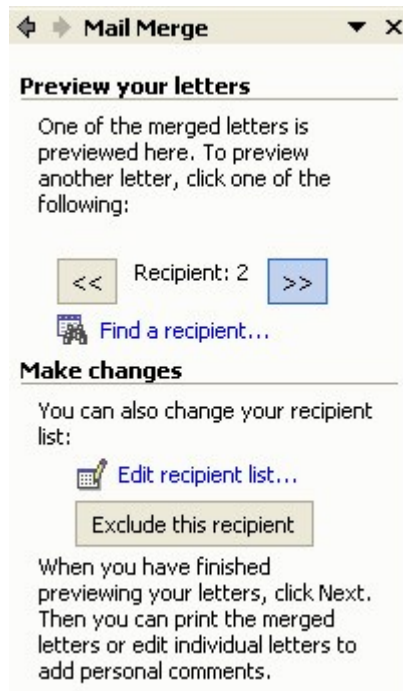 Mail Merge
Preview your letters
One of the merged letters is
previewed here. To preview
another letter, click one of the
following:
<< Recipient: 2 >>
Find a recipient...
Make changes
You can also change your recipient
list:
Edit recipient list...
Exclude this recipient
When you have finished
previewing your letters, click Next.
Then you can print the merged
letters or edit individual letters to
add personal comments.